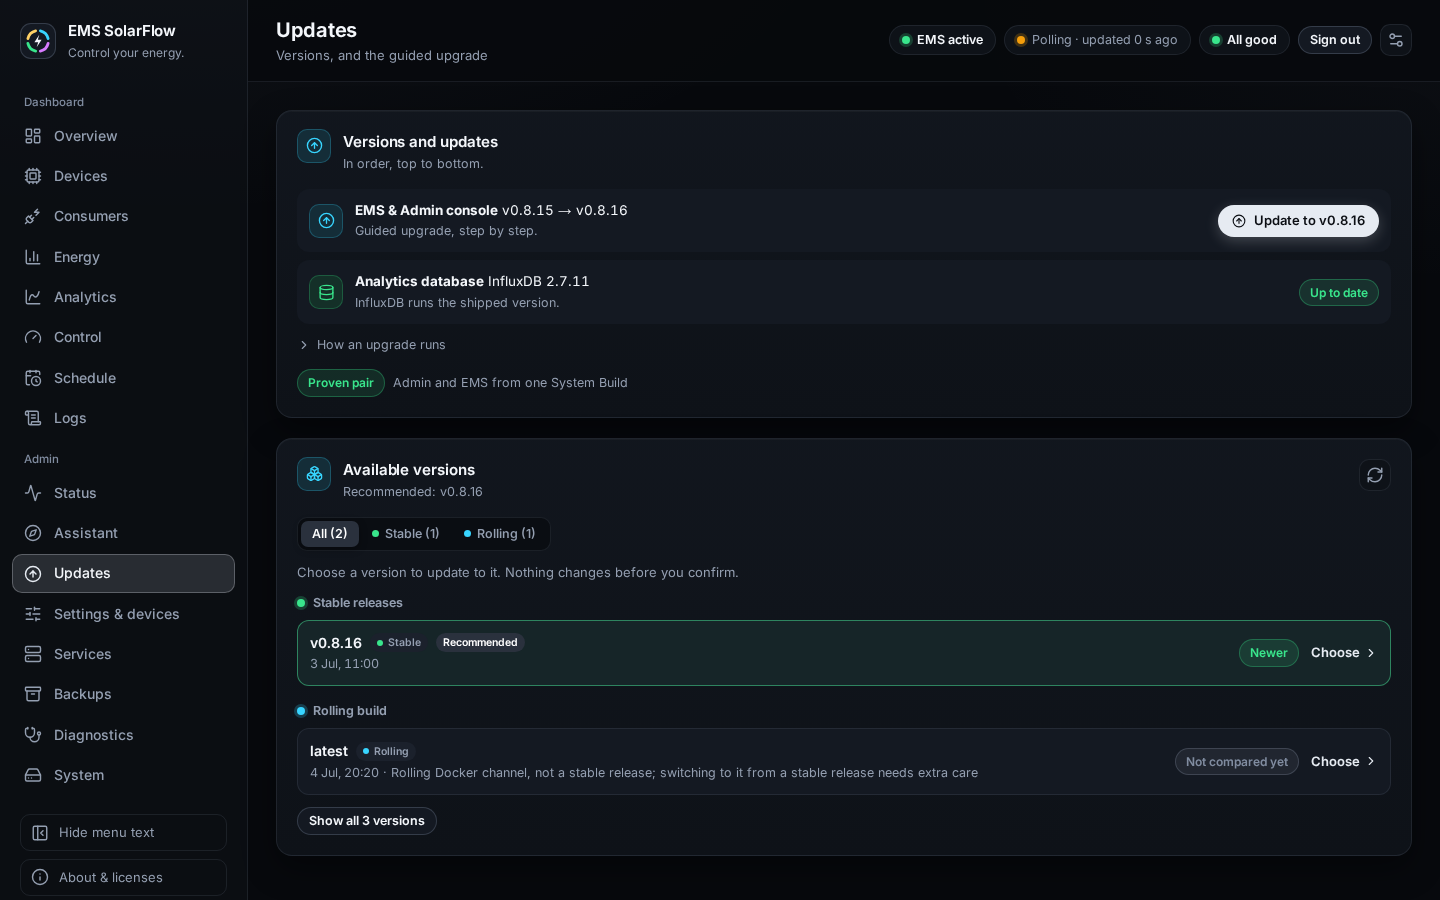 EMS SolarFlow
Control your energy.
Dashboard
Overview
Devices
Consumers
Energy
Analytics
Control
Schedule
Logs
Admin
Status
Assistant
Updates
Settings & devices
Services
Backups
Diagnostics
System
Hide menu text
About & licenses
Updates
Versions, and the guided upgrade
EMS active
Polling · updated 0 s ago
All good
Sign out
Versions and updates
In order, top to bottom.
EMS & Admin console v0.8.15 → v0.8.16
Guided upgrade, step by step.
Update to v0.8.16
Analytics database InfluxDB 2.7.11
InfluxDB runs the shipped version.
Up to date
How an upgrade runs
Proven pair Admin and EMS from one System Build
Available versions
Recommended: v0.8.16
All (2) Stable (1) Rolling (1)
Choose a version to update to it. Nothing changes before you confirm.
Stable releases
v0.8.16 Stable Recommended
3 Jul, 11:00
Newer Choose
Rolling build
latest Rolling
4 Jul, 20:20 · Rolling Docker channel, not a stable release; switching to it from a stable release needs extra care
Not compared yet Choose
Show all 3 versions